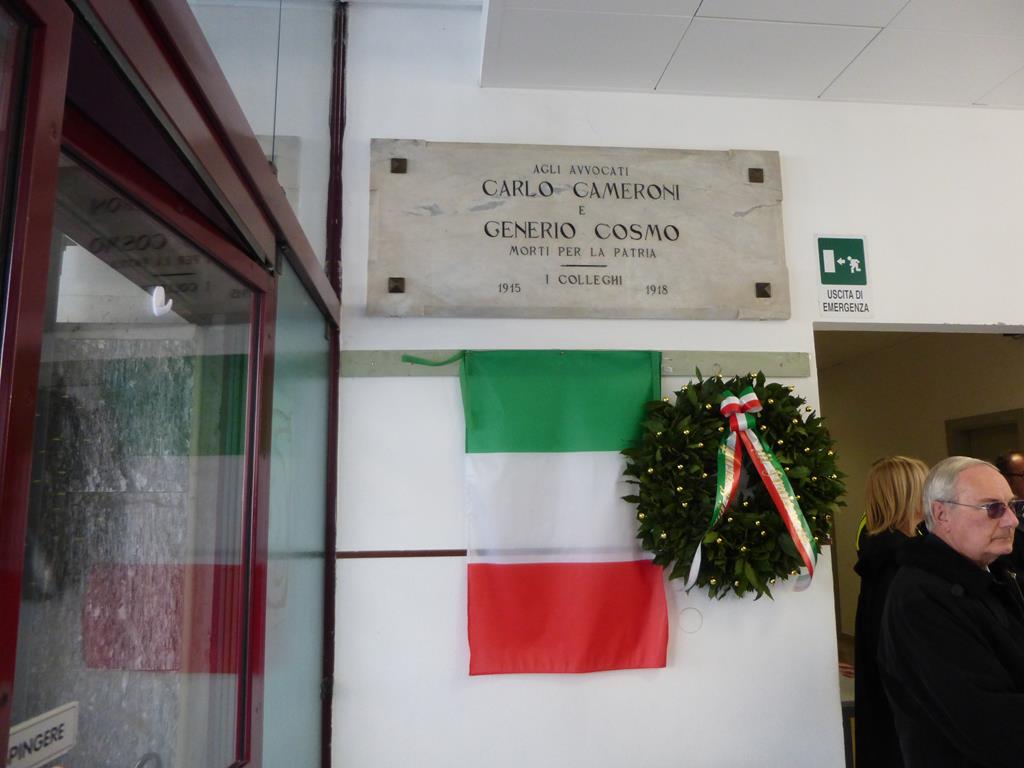 AGLI AVVOCATI
CARLO CAMERONI
E
GENERIO COSMO
MORTI PER LA PATRIA
I COLLEGHI
1915 1918
USCITA DI
EMERGENZA
PINGERE